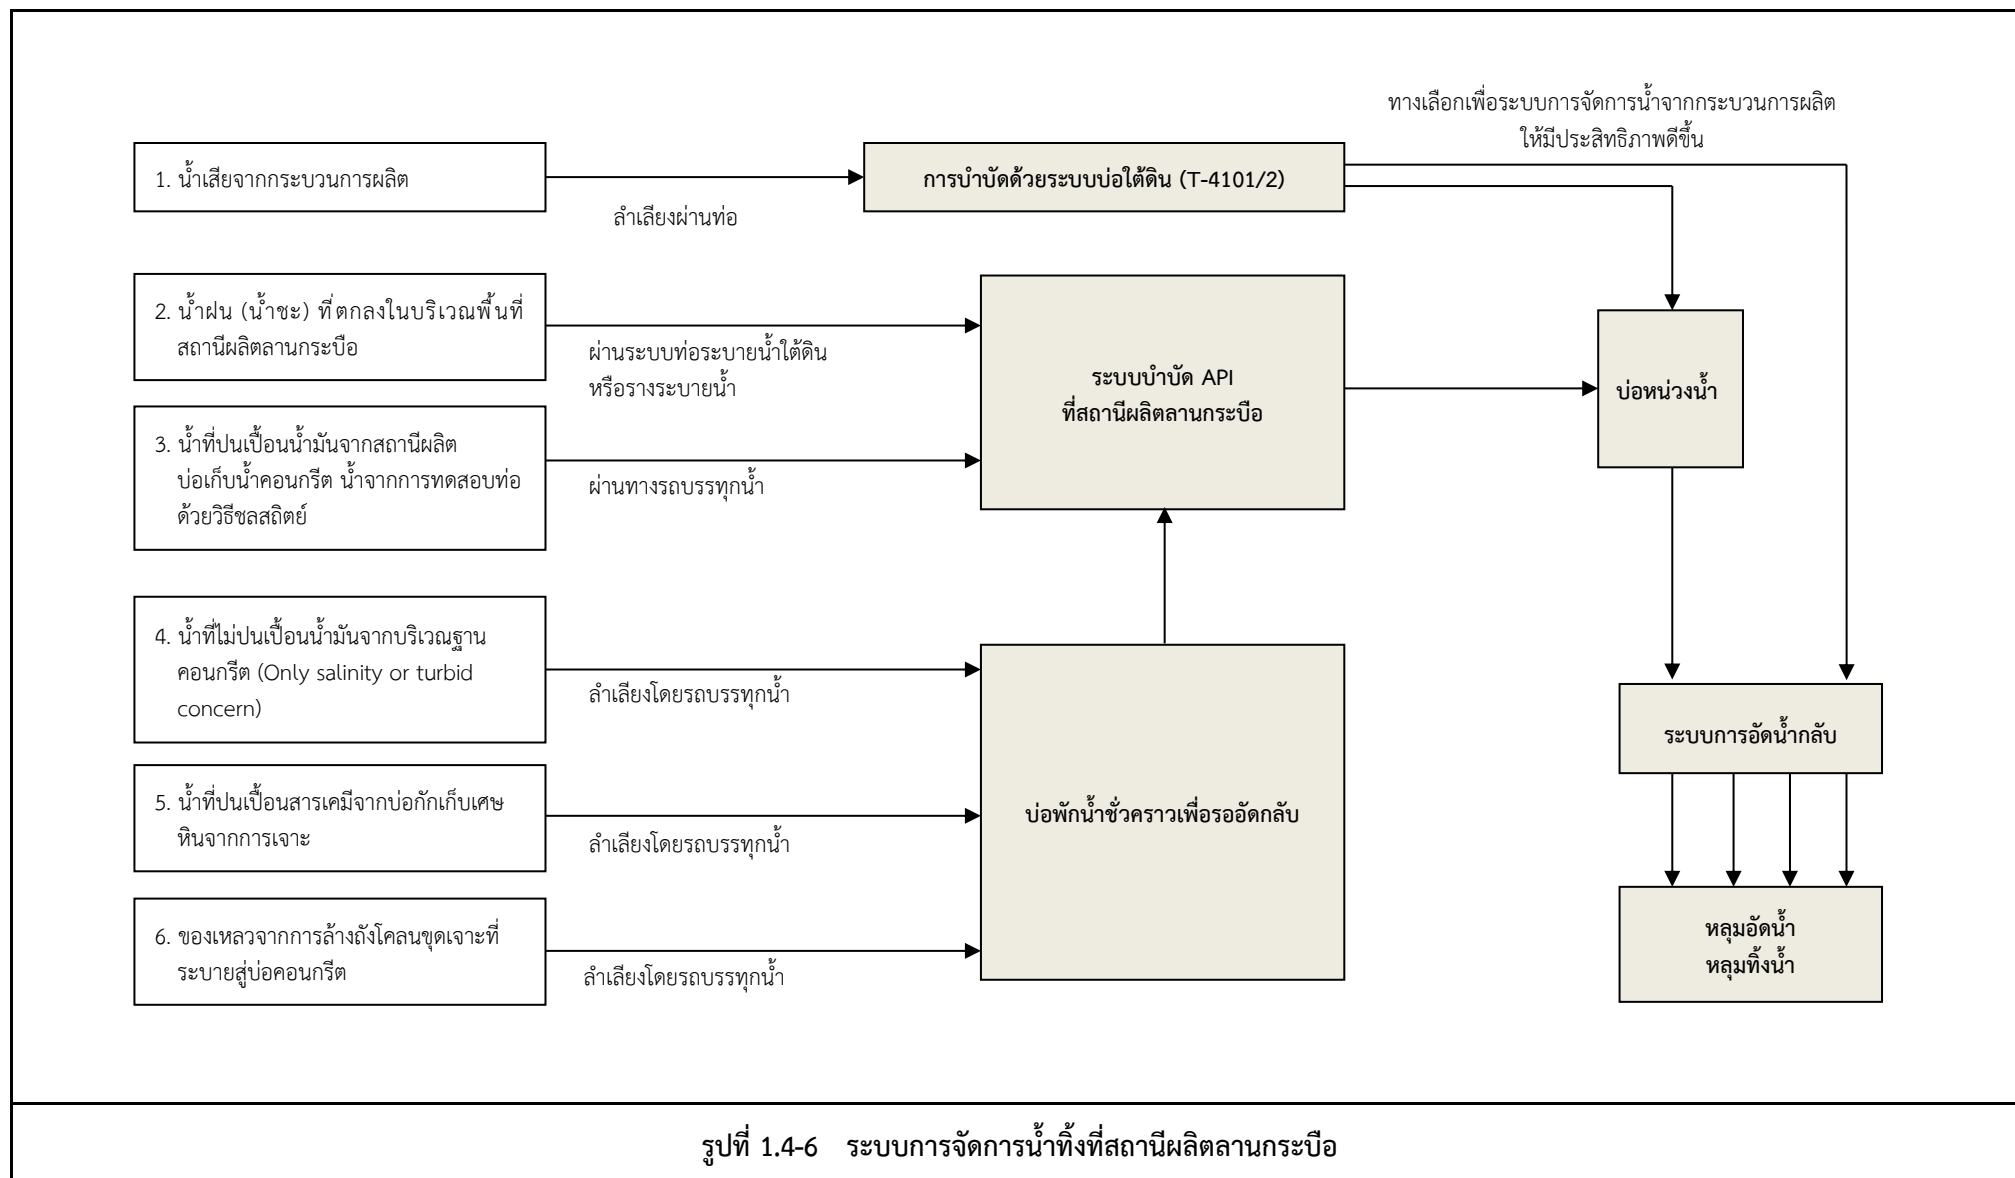 ทางเลือกเพื่อระบบการจัดการน้ำจากกระบวนการผลิต
ให้มีประสิทธิภาพดีขึ้น
1. น้ำเสียจากกระบวนการผลิต
ลำเลียงผ่านท่อ
การบำบัดด้วยระบบบ่อใต้ดิน (T-4101/2)
2. น้ำฝน (น้ำชะ) ที่ตกลงในบริเวณพื้นที่
สถานีผลิตลานกระบือ
ผ่านระบบท่อระบายน้ำใต้ดิน
หรือรางระบายน้ำ
ระบบบำบัด API
ที่สถานีผลิตลานกระบือ
บ่อหน่วงน้ำ
3. น้ำที่ปนเปื้อนน้ำมันจากสถานีผลิต
บ่อเก็บน้ำคอนกรีต น้ำจากการทดสอบท่อ
ด้วยวิธีชลสถิตย์
ผ่านทางรถบรรทุกน้ำ
4. น้ำที่ไม่ปนเปื้อนน้ำมันจากบริเวณฐาน
คอนกรีต (Only salinity or turbid
concern)
ลำเลียงโดยรถบรรทุกน้ำ
ระบบการอัดน้ำกลับ
5. น้ำที่ปนเปื้อนสารเคมีจากบ่อกักเก็บเศษ
หินจากการเจาะ
ลำเลียงโดยรถบรรทุกน้ำ
บ่อพักน้ำชั่วคราวเพื่อรออัดกลับ
6. ของเหลวจากการล้างถังโคลนขุดเจาะที่
ระบายสู่บ่อคอนกรีต
ลำเลียงโดยรถบรรทุกน้ำ
หลุมอัดน้ำ
หลุมทิ้งน้ำ
รูปที่ 1.4-6 ระบบการจัดการน้ำทิ้งที่สถานีผลิตลานกระบือ